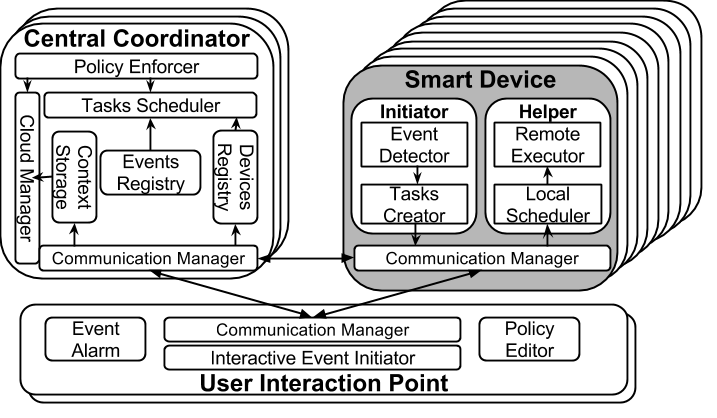 Central Coordinator
Policy Enforcer
Tasks Scheduler
Cloud Manager
Context
Storage
Events
Registry
Devices
Registry
Communication Manager
Smart Device
Initiator
Event
Detector
Tasks
Creator
Helper
Remote
Executor
Local
Scheduler
Communication Manager
Event
Alarm
Communication Manager
Interactive Event Initiator
Policy
Editor
User Interaction Point